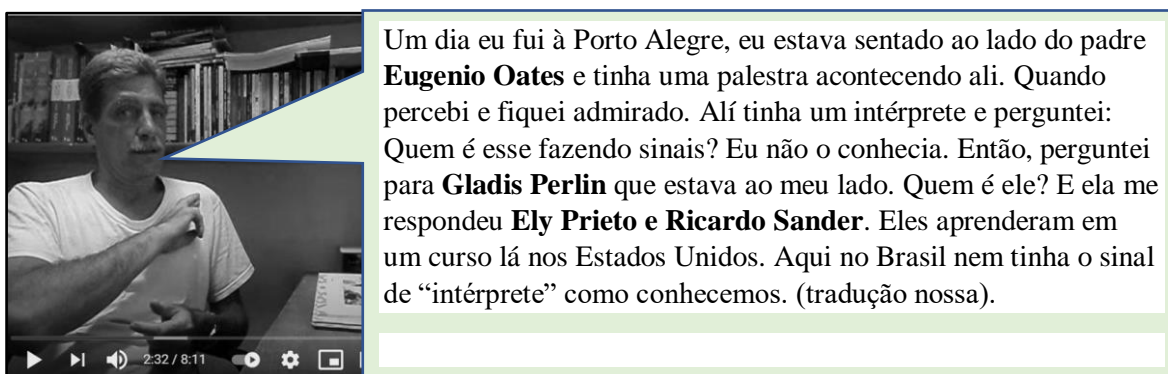 Um dia eu fui à Porto Alegre, eu estava sentado ao lado do padre
Eugenio Oates e tinha uma palestra acontecendo ali. Quando
percebi e fiquei admirado. Alí tinha um intérprete e perguntei:
Quem é esse fazendo sinais? Eu não o conhecia. Então, perguntei
para Gladis Perlin que estava ao meu lado. Quem é ele? E ela me
respondeu Ely Prieto e Ricardo Sander. Eles aprenderam em
um curso lá nos Estados Unidos. Aqui no Brasil nem tinha o sinal
de “intérprete” como conhecemos. (tradução nossa).
2:32 / 8:11